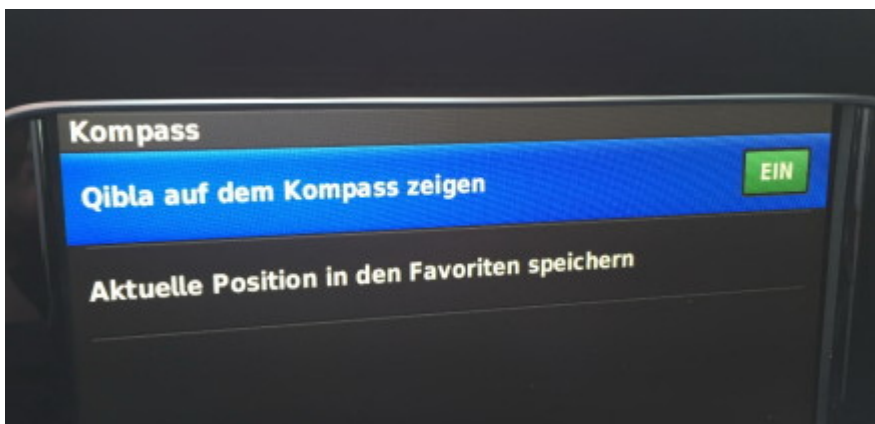 Kompass
Qibla auf dem Kompass zeigen EIN
Aktuelle Position in den Favoriten speichern